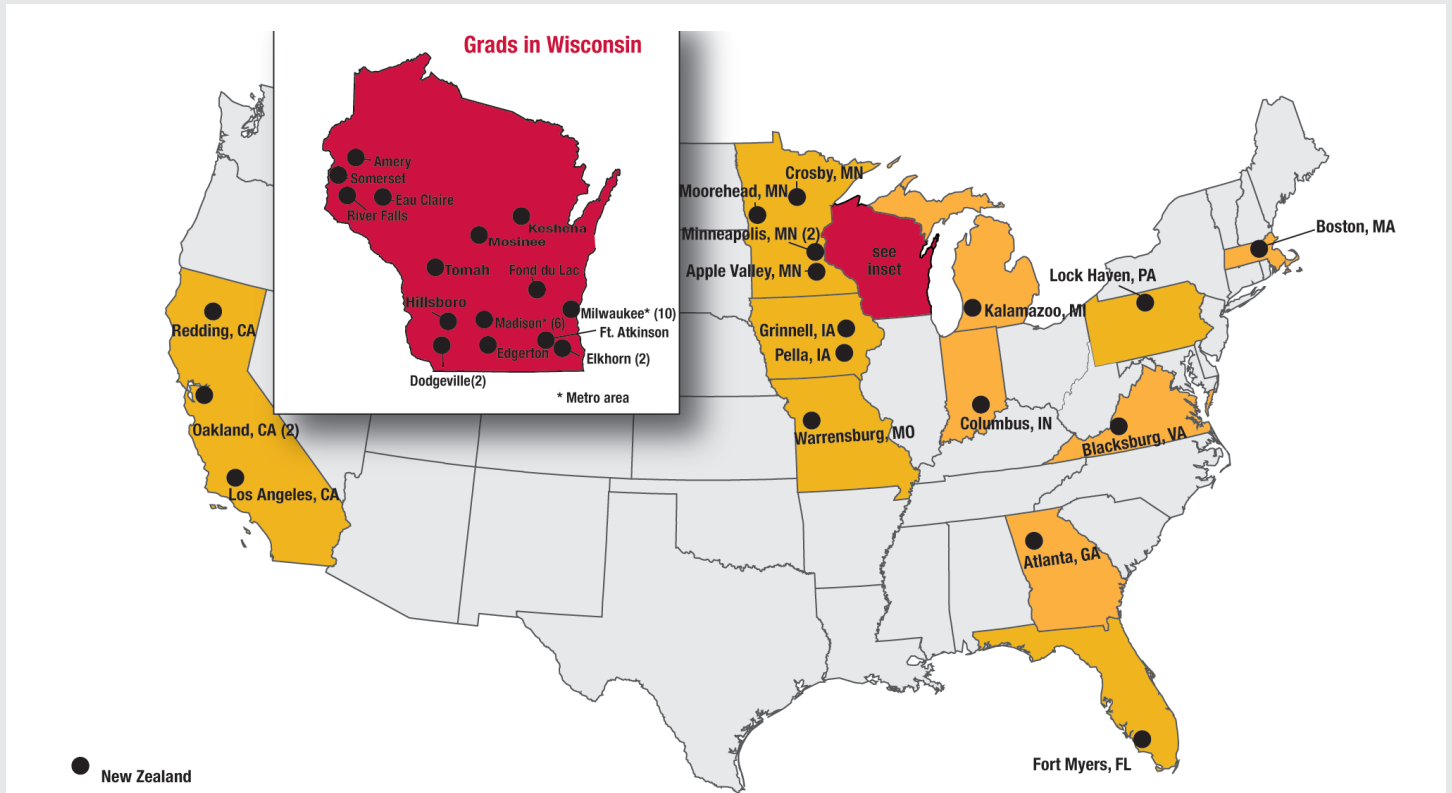 Grads in Wisconsin
Amery
Somerset
Eau Claire
River Falls
Keshena
Mosinee
Tomah
Fond du Lac
Hillsboro
Madison* (6)
Milwaukee* (10)
Ft. Atkinson
Edgerton
Elkhorn (2)
Dodgeville(2)
* Metro area
Crosby, MN
Moorehead, MN
Minneapolis, MN (2)
Apple Valley, MN
see
inset
Boston, MA
Lock Haven, PA
Kalamazoo, MI
Redding, CA
Grinnell, IA
Pella, IA
Oakland, CA (2)
Warrensburg, MO
Columbus, IN
Blacksburg, VA
Los Angeles, CA
Atlanta, GA
Fort Myers, FL
New Zealand